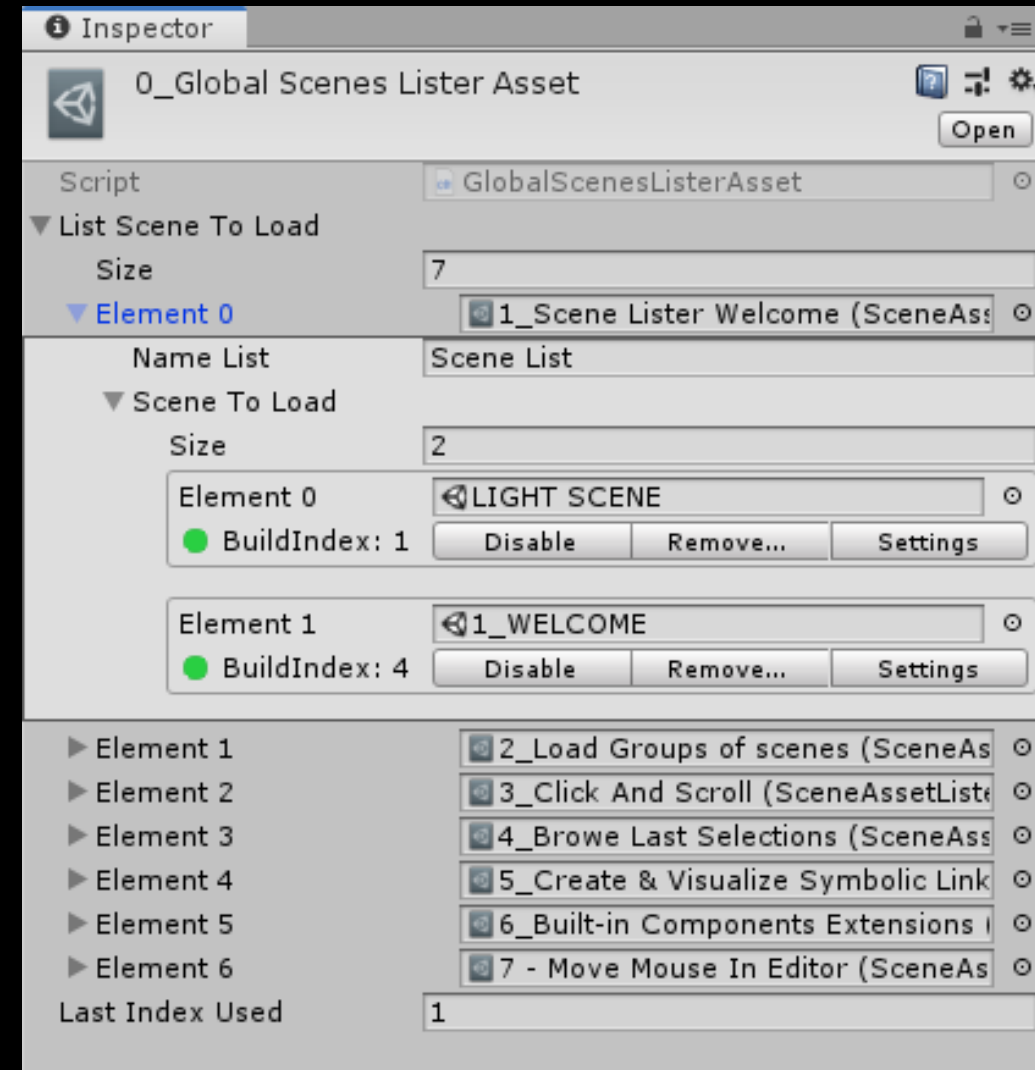 Inspector
0_Global Scenes Lister Asset
Open
Script GlobalScenesListerAsset
List Scene To Load
Size 7
Element 0 1_Scene Lister Welcome (SceneAss
Name List Scene List
Scene To Load
Size 2
Element 0 LIGHT SCENE
BuildIndex: 1 Disable Remove... Settings
Element 1 1_WELCOME
BuildIndex: 4 Disable Remove... Settings
Element 1 2_Load Groups of scenes (SceneAs
Element 2 3_Click And Scroll (SceneAssetListe
Element 3 4_Browe Last Selections (SceneAss
Element 4 5_Create & Visualize Symbolic Link
Element 5 6_Built-in Components Extensions (
Element 6 7 - Move Mouse In Editor (SceneAs
Last Index Used 1